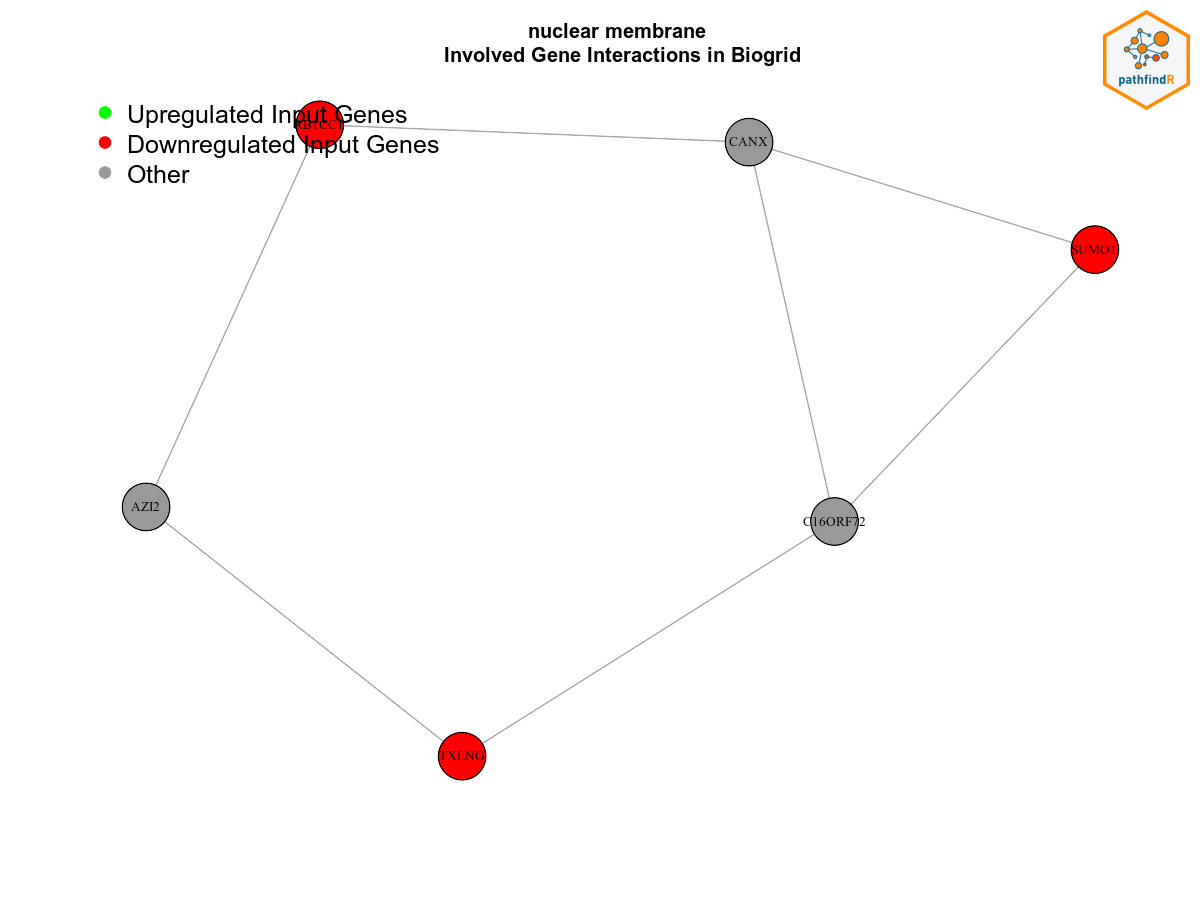 nuclear membrane
Involved Gene Interactions in Biogrid
pathfindR
Upregulated Input Genes
RB1CC1
Downregulated Input Genes
Other
CANX
SUMO1
AZI2
C16ORF72
TXLNG